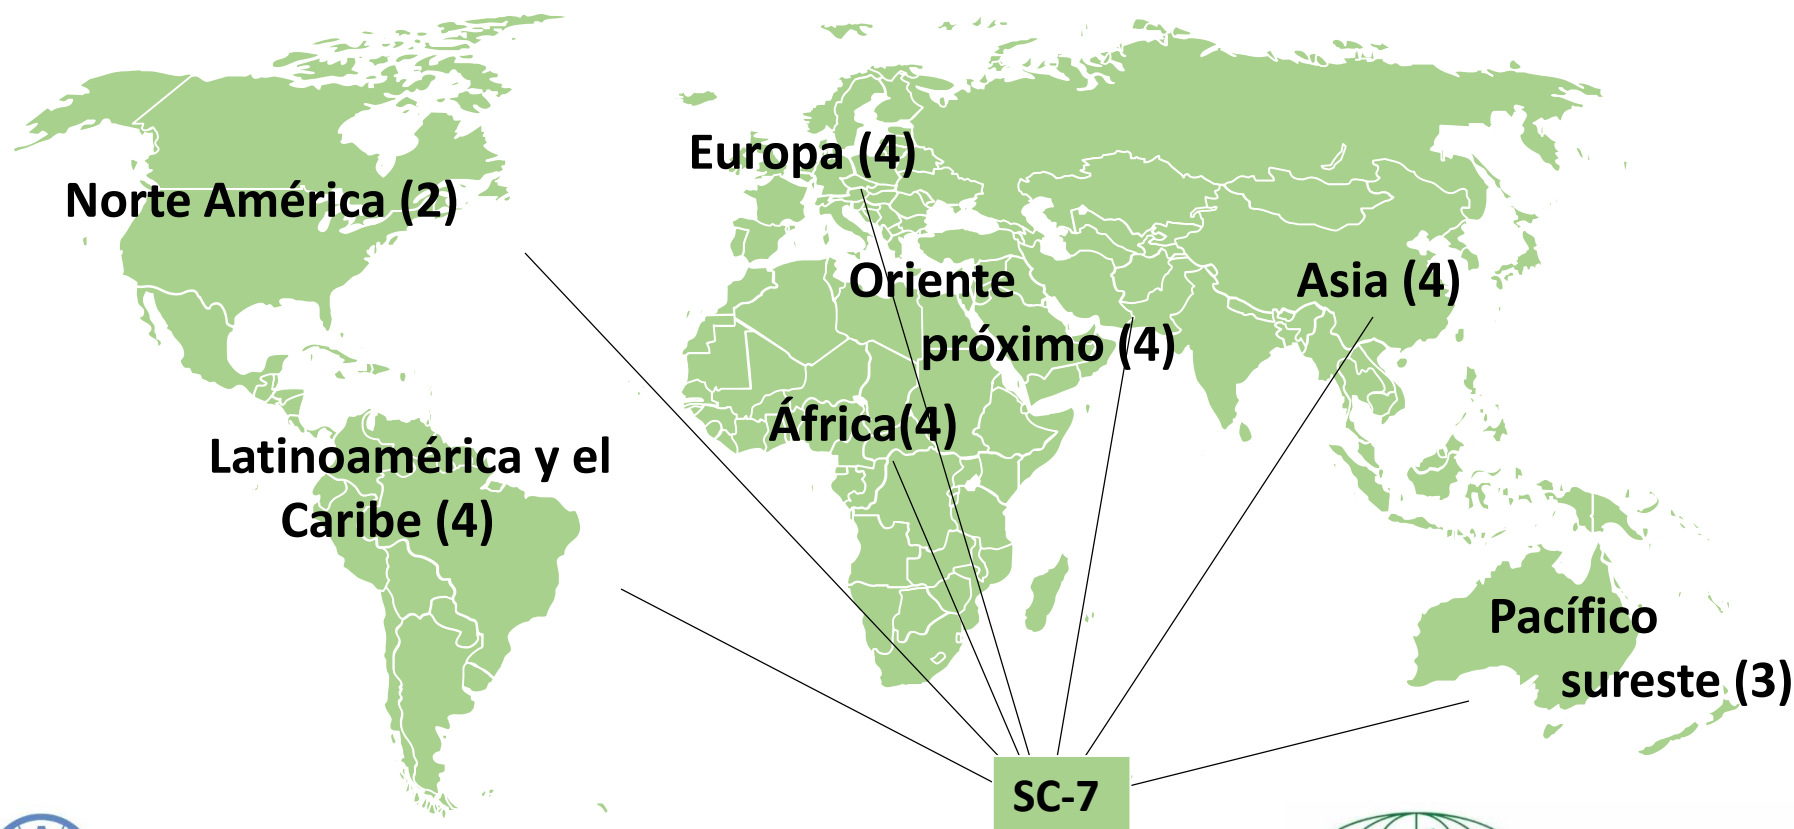 Europa (4)
Norte América (2)
Oriente
próximo (4)
Asia (4)
África(4)
Latinoamérica y el
Caribe (4)
Pacífico
sureste (3)
SC-7